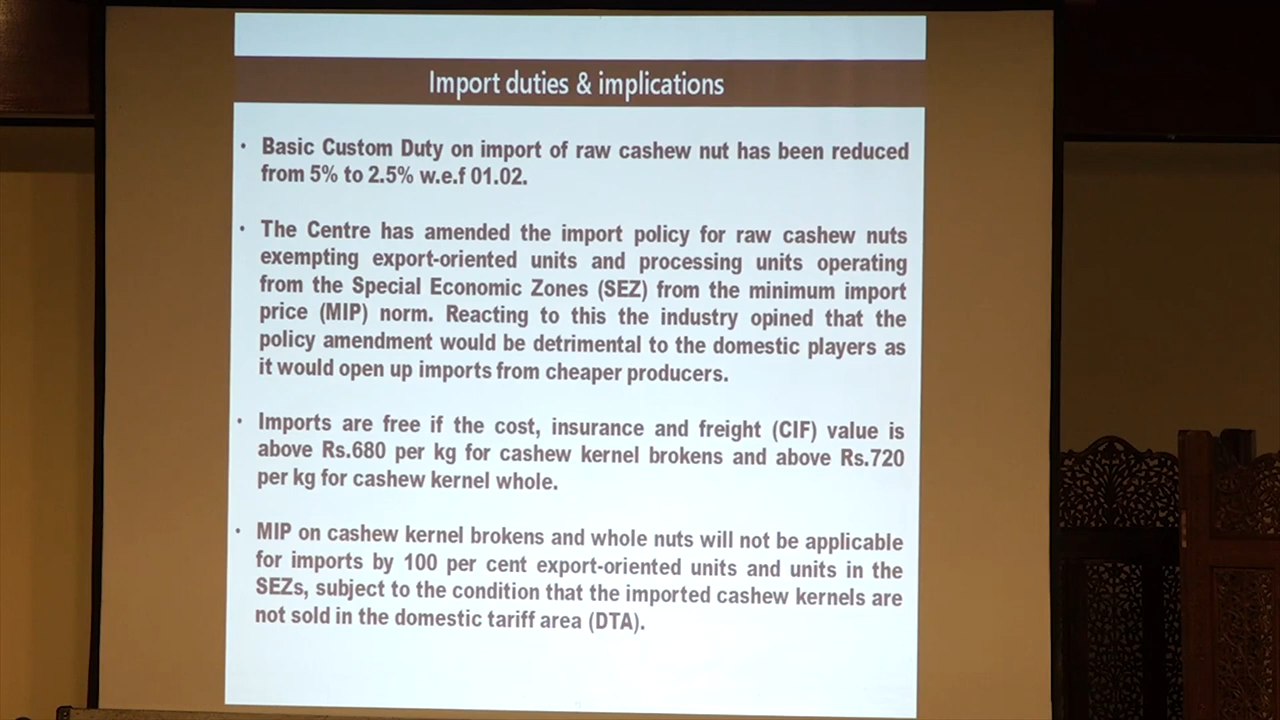 Import duties & implications
• Basic Custom Duty on import of raw cashew nut has been reduced
from 5% to 2.5% w.e.f 01.02.
• The Centre has amended the import policy for raw cashew nuts
exempting export-oriented units and processing units operating
from the Special Economic Zones (SEZ) from the minimum import
price (MIP) norm. Reacting to this the industry opined that the
policy amendment would be detrimental to the domestic players as
it would open up imports from cheaper producers.
• Imports are free if the cost, insurance and freight (CIF) value is
above Rs.680 per kg for cashew kernel brokens and above Rs.720
per kg for cashew kernel whole.
• MIP on cashew kernel brokens and whole nuts will not be applicable
for imports by 100 per cent export-oriented units and units in the
SEZs, subject to the condition that the imported cashew kernels are
not sold in the domestic tariff area (DTA).